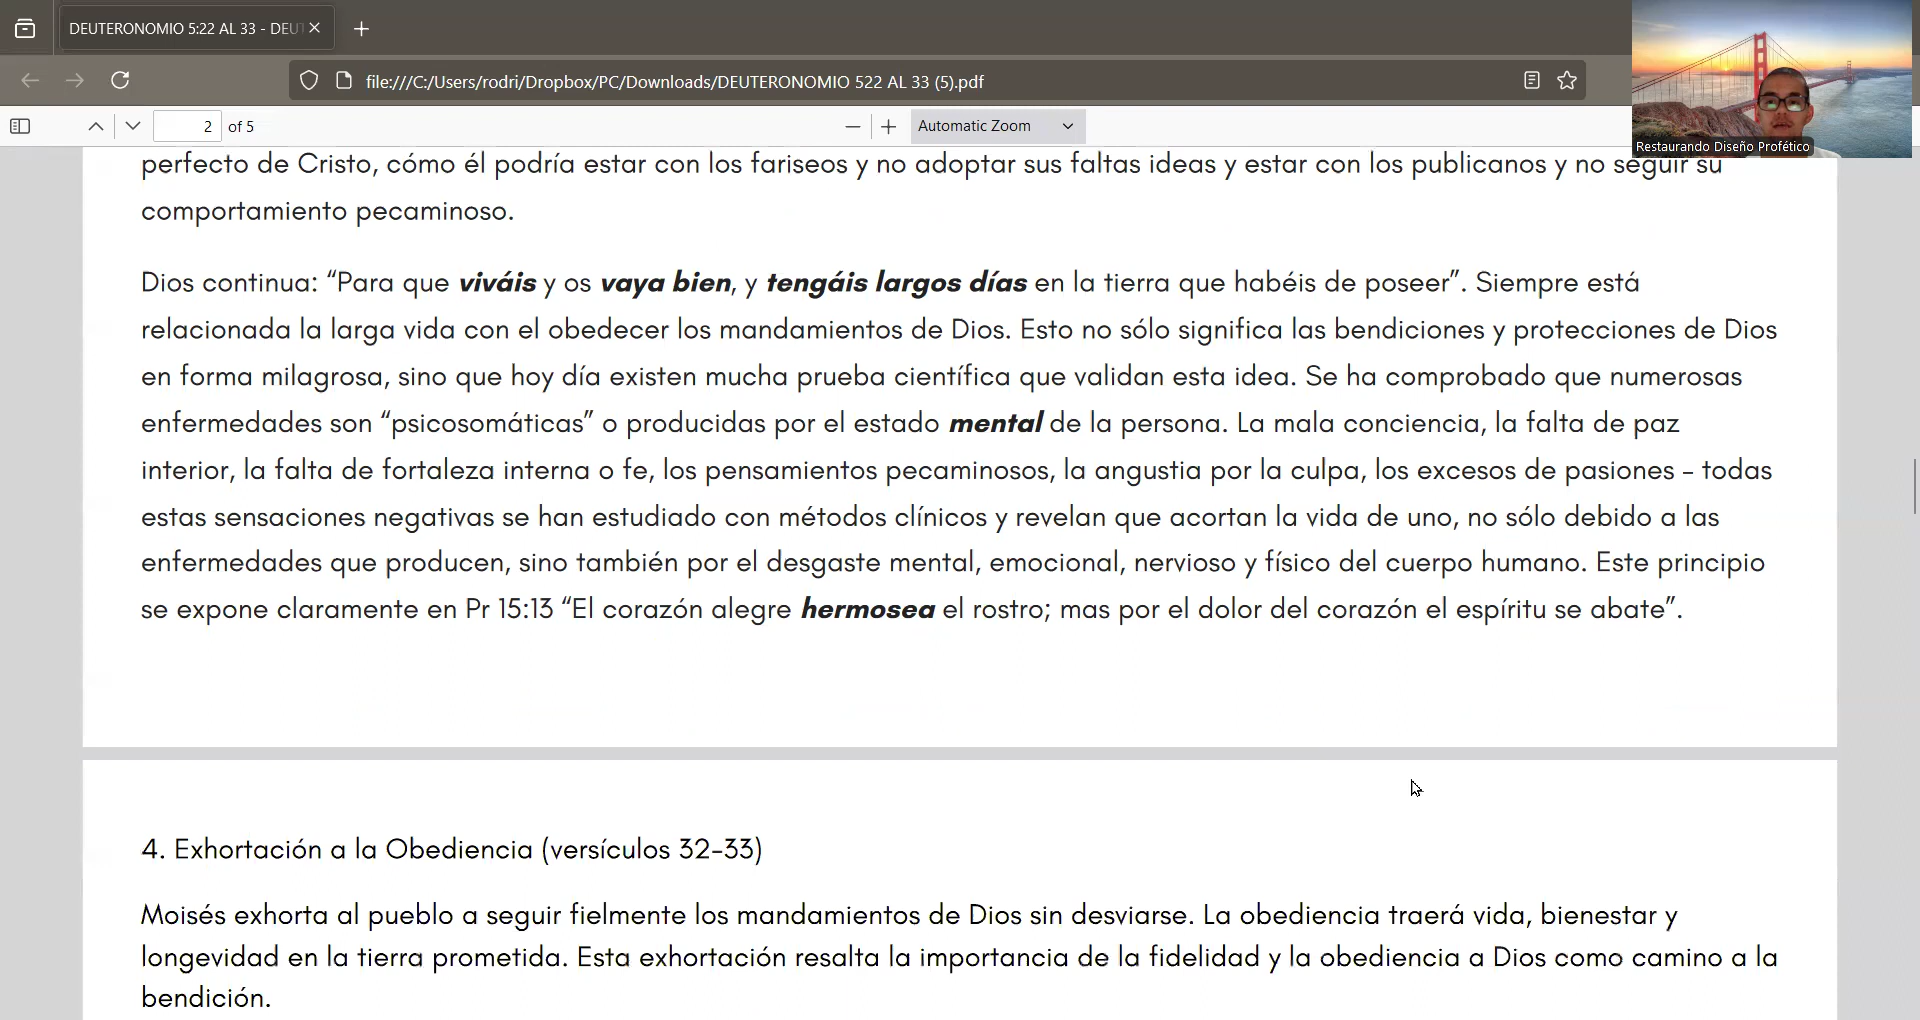 DEUTERONOMIO 5:22 AL 33 - DEU
file:///C:/Users/rodri/Dropbox/PC/Downloads/DEUTERONOMIO 522 AL 33 (5).pdf
2 of 5
Automatic Zoom
Restaurando Diseño Profético
perfecto de Cristo, cómo él podría estar con los fariseos y no adoptar sus faltas ideas y estar con los publicanos y no seguir su
comportamiento pecaminoso.
Dios continua: “Para que viváis y os vaya bien, y tengáis largos días en la tierra que habéis de poseer”. Siempre está
relacionada la larga vida con el obedecer los mandamientos de Dios. Esto no sólo significa las bendiciones y protecciones de Dios
en forma milagrosa, sino que hoy día existen mucha prueba científica que validan esta idea. Se ha comprobado que numerosas
enfermedades son “psicosomáticas” o producidas por el estado mental de la persona. La mala conciencia, la falta de paz
interior, la falta de fortaleza interna o fe, los pensamientos pecaminosos, la angustia por la culpa, los excesos de pasiones – todas
estas sensaciones negativas se han estudiado con métodos clínicos y revelan que acortan la vida de uno, no sólo debido a las
enfermedades que producen, sino también por el desgaste mental, emocional, nervioso y físico del cuerpo humano. Este principio
se expone claramente en Pr 15:13 “El corazón alegre hermosea el rostro; mas por el dolor del corazón el espíritu se abate”.
4. Exhortación a la Obediencia (versículos 32-33)
Moisés exhorta al pueblo a seguir fielmente los mandamientos de Dios sin desviarse. La obediencia traerá vida, bienestar y
longevidad en la tierra prometida. Esta exhortación resalta la importancia de la fidelidad y la obediencia a Dios como camino a la
bendición.